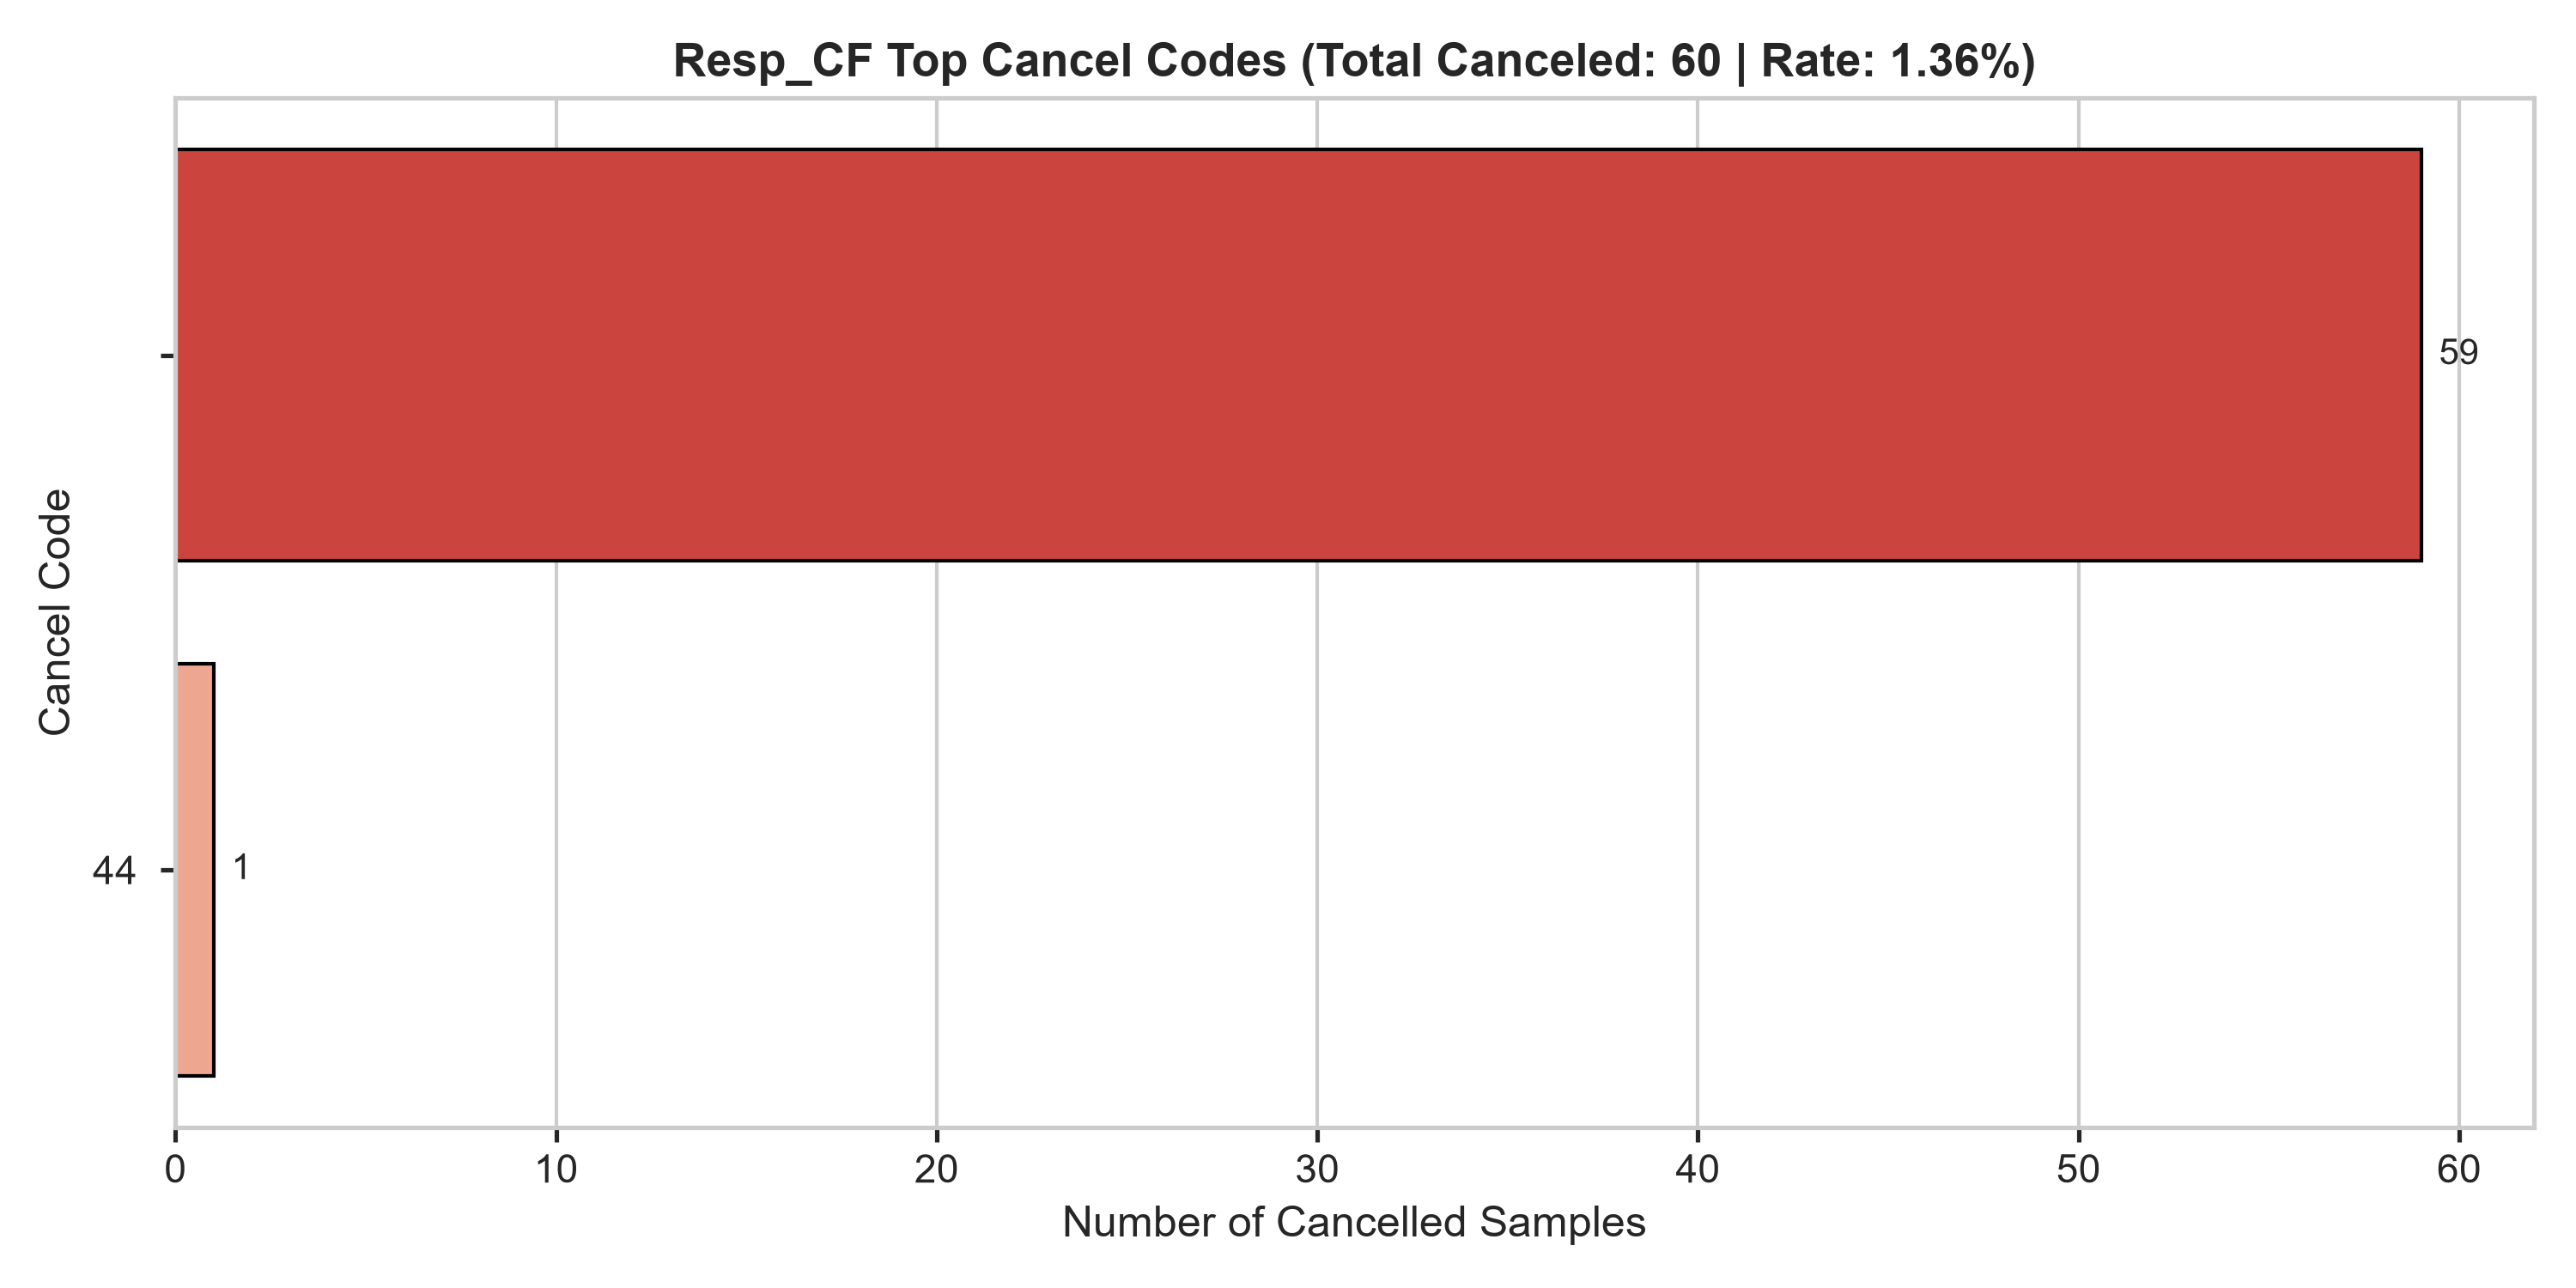 Resp_CF Top Cancel Codes (Total Canceled: 60 | Rate: 1.36%)
59
Cancel Code
44
1
0 10 20 30 40 50 60
Number of Cancelled Samples